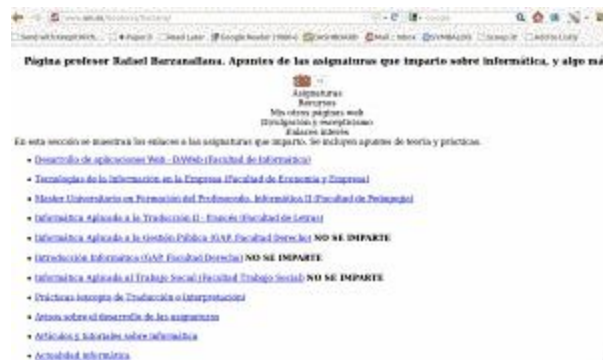 Página profesor Rafael Barzanallana. Apuntes de las asignaturas que imparto sobre informática, y algo má
Asignaturas
Recursos
Mis otros páginas web
Divulgación y escepticismo
Enlaces interés
En esta sección se muestran los enlaces a las asignaturas que imparto. Se incluyen apuntes de teoría y prácticas.
Desarrollo de aplicaciones Web - DAWeb (Facultad de Informática)
Tecnologías de la Información en la Empresa (Facultad de Economía y Empresa)
Master Universitario en Formación del Profesorado. Informática II (Facultad de Pedagogía)
Informática Aplicada a la Traducción II - Francés (Facultad de Letras)
Informática Aplicada a la Gestión Pública (GAP. Facultad Derecho) NO SE IMPARTE
Introducción Informática (GAP. Facultad Derecho) NO SE IMPARTE
Informática Aplicada al Trabajo Social (Facultad Trabajo Social) NO SE IMPARTE
Prácticas de Traducción e Interpretación
Avisos sobre el desarrollo de las asignaturas
Artículos y tutoriales sobre informática
Actualidad informática